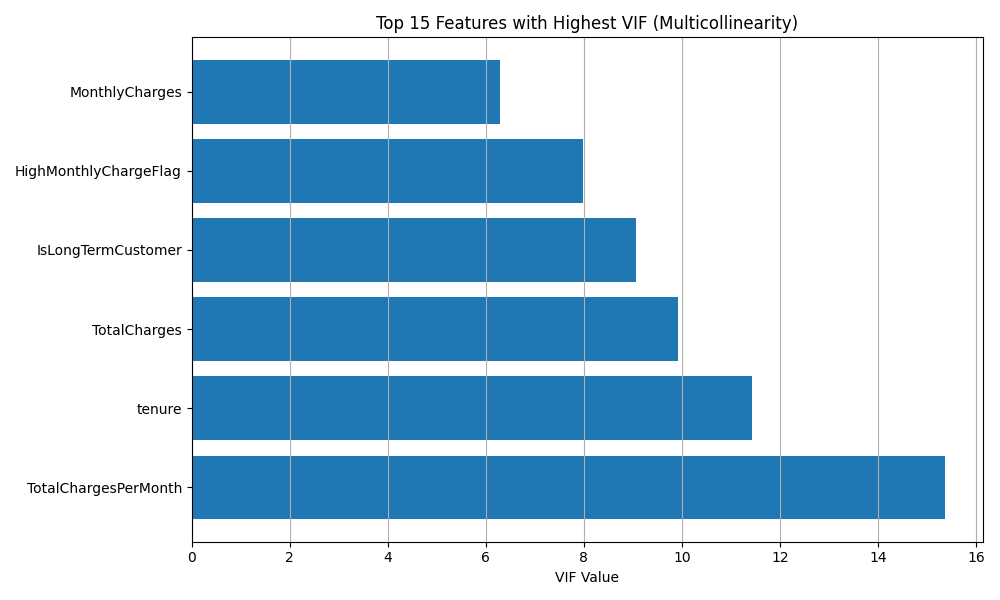 Top 15 Features with Highest VIF (Multicollinearity)
MonthlyCharges
HighMonthlyChargeFlag
IsLongTermCustomer
TotalCharges
tenure
TotalChargesPerMonth
0 2 4 6 8 10 12 14 16
VIF Value